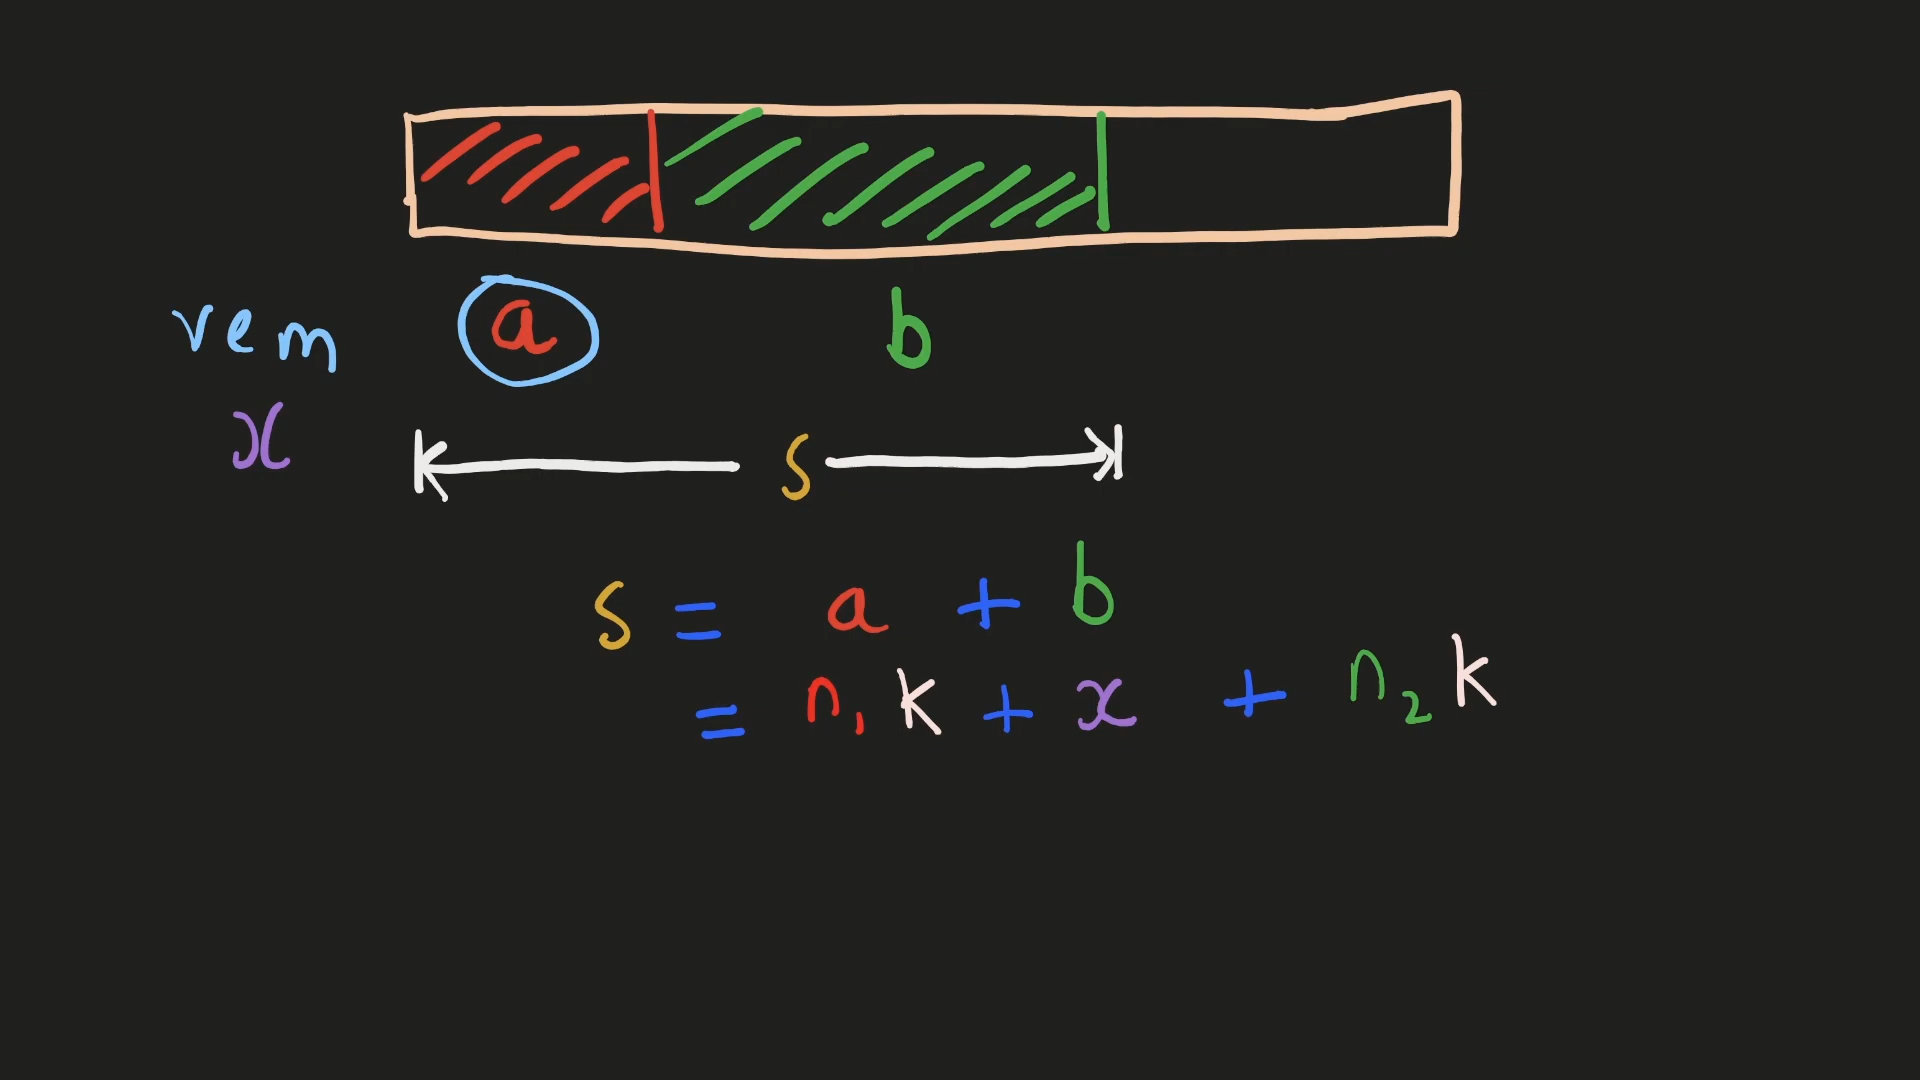 rem a b
x
s
s = a + b
= n₁k + x + n₂k